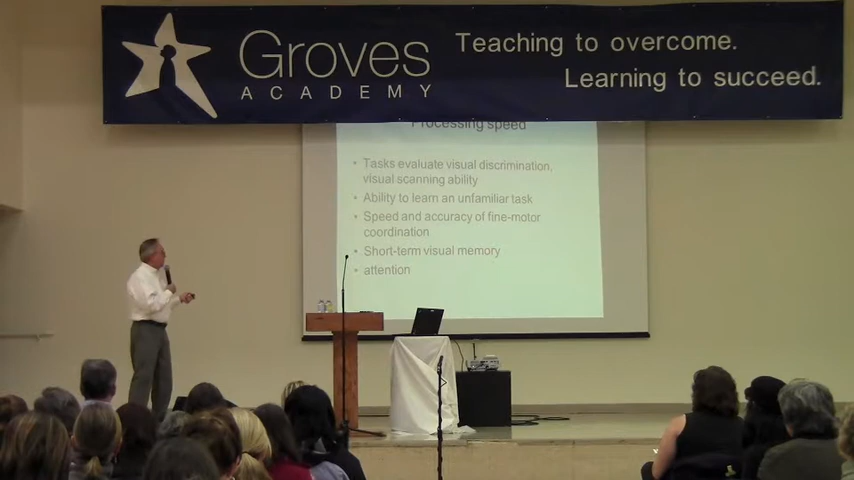 Groves
ACADEMY
Teaching to overcome.
Learning to succeed.
Processing speed
• Tasks evaluate visual discrimination,
visual scanning ability
• Ability to learn an unfamiliar task
• Speed and accuracy of fine-motor
coordination
• Short-term visual memory
• attention